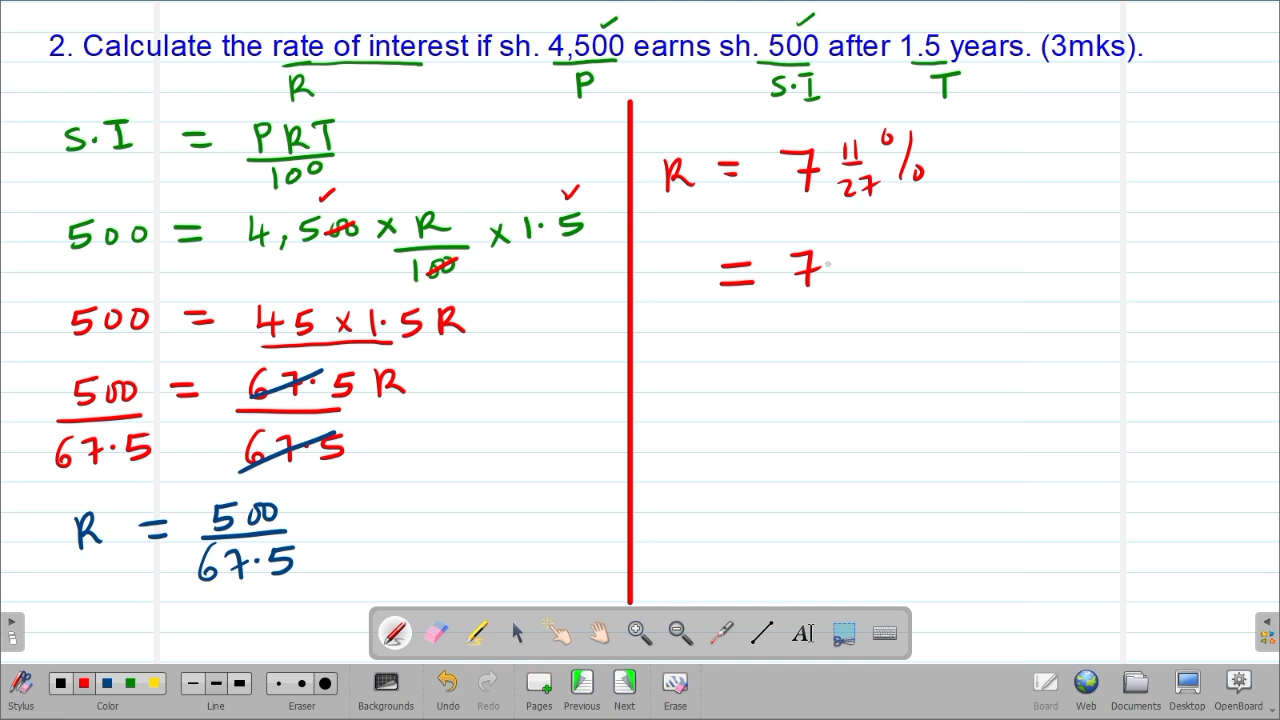 2. Calculate the rate of interest if sh. 4,500 earns sh. 500 after 1.5 years. (3mks).
R P S.I T
S.I = PRT/100
500 = 4,500 × R/100 × 1.5
500 = 45 × 1.5 R
500/67.5 = 67.5 R/67.5
R = 500/67.5
R = 7 11/27 %
= 7
AI
Stylus
Color
Line
Eraser
Backgrounds
Undo
Redo
Pages
Previous
Next
Erase
Board
Web
Documents
Desktop
OpenBoard